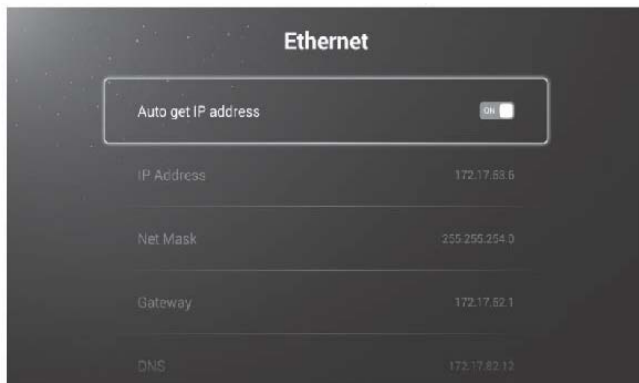 Ethernet
Auto get IP address ON
IP Address 172.17.83.6
Net Mask 255.255.254.0
Gateway 172.17.82.1
DNS 172.17.82.12